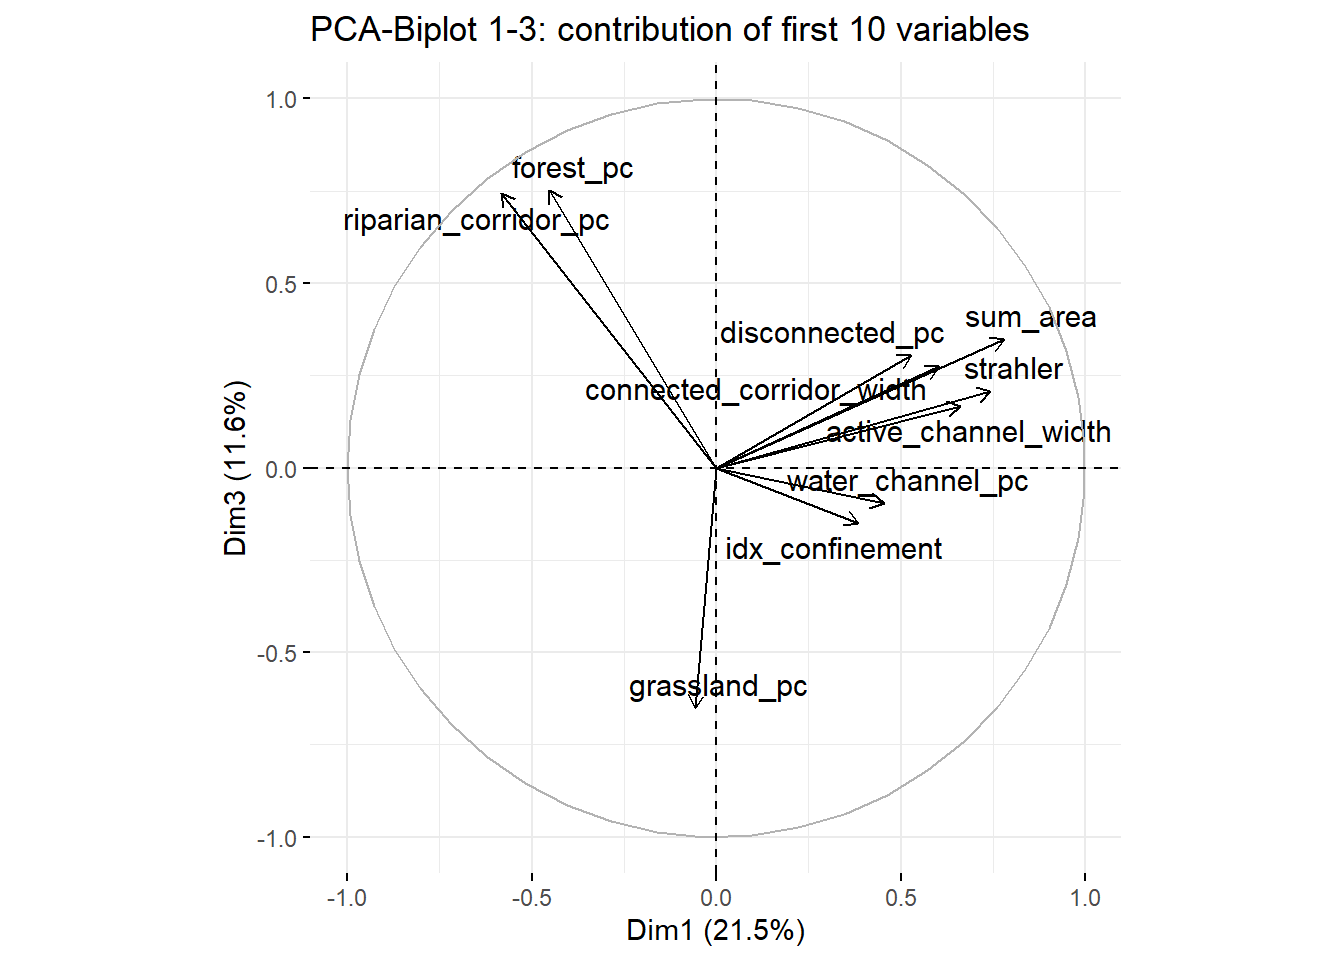 PCA-Biplot 1-3: contribution of first 10 variables
1.0
forest_pc
riparian_corridor_pc
0.5
sum_area
disconnected_pc
strahler
connected_corridor_width
active_channel_width
0.0
water_channel_pc
idx_confinement
-0.5
grassland_pc
-1.0
Dim3 (11.6%)
-1.0
-0.5
0.0
0.5
1.0
Dim1 (21.5%)